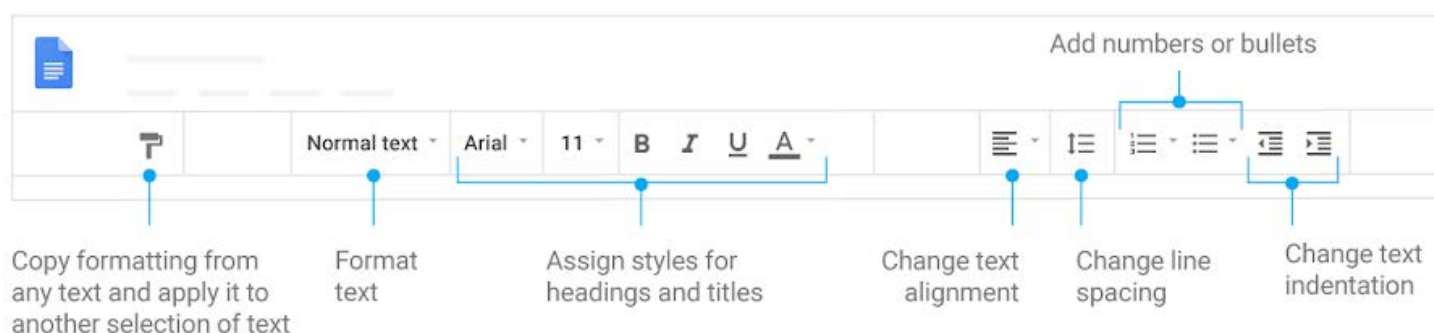 Add numbers or bullets
Normal text
Arial
11
B I U A
Copy formatting from
any text and apply it to
another selection of text
Format
text
Assign styles for
headings and titles
Change text
alignment
Change line
spacing
Change text
indentation